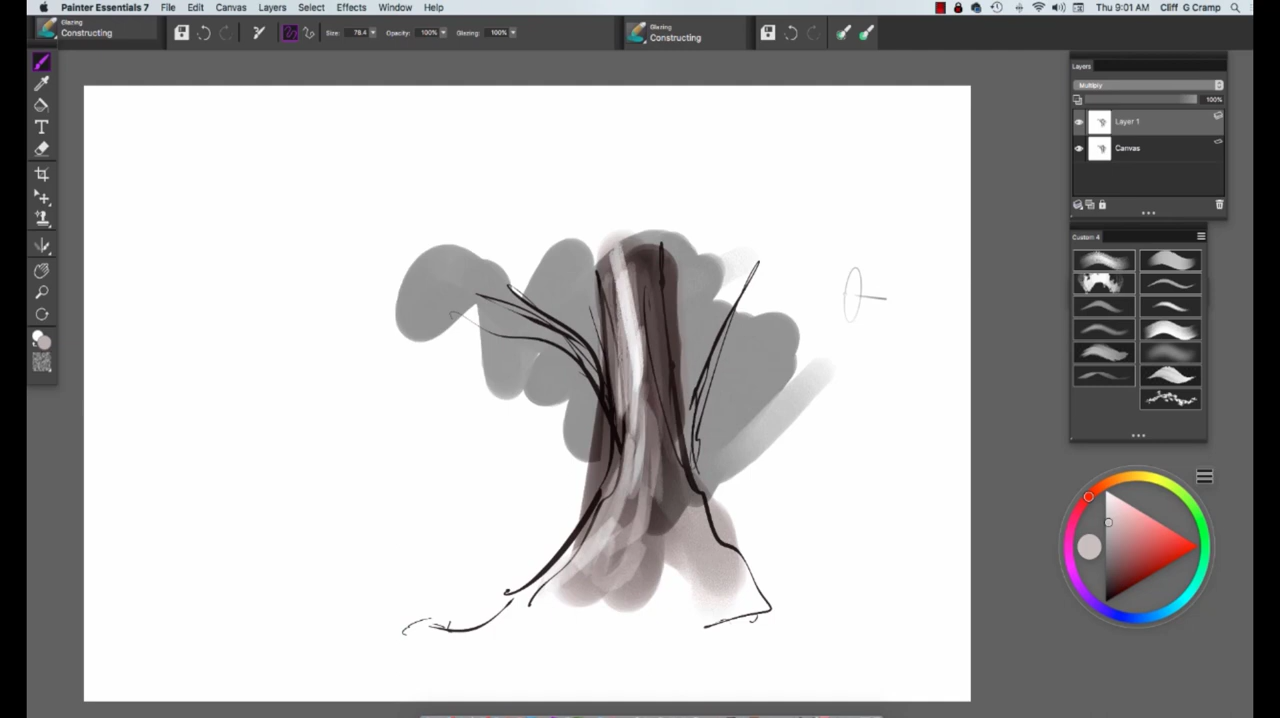 Painter Essentials 7 File Edit Canvas Layers Select Effects Window Help Thu 9:01 AM Cliff G Cramp
Glazing
Constructing
Size: 78.4 Opacity: 100% Glazing: 100%
Glazing
Constructing
Layers
Multiply
100%
Layer 1
Canvas
Custom 4